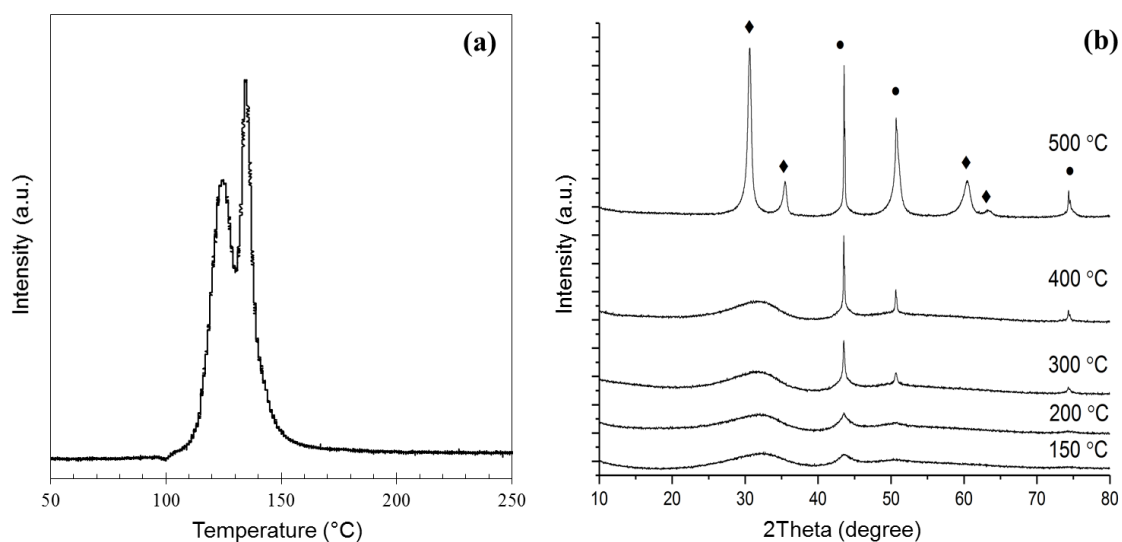 (a)
Intensity (a.u.)
50 100 150 200 250
Temperature (°C)
(b)
Intensity (a.u.)
500 °C
400 °C
300 °C
200 °C
150 °C
10 20 30 40 50 60 70 80
2Theta (degree)